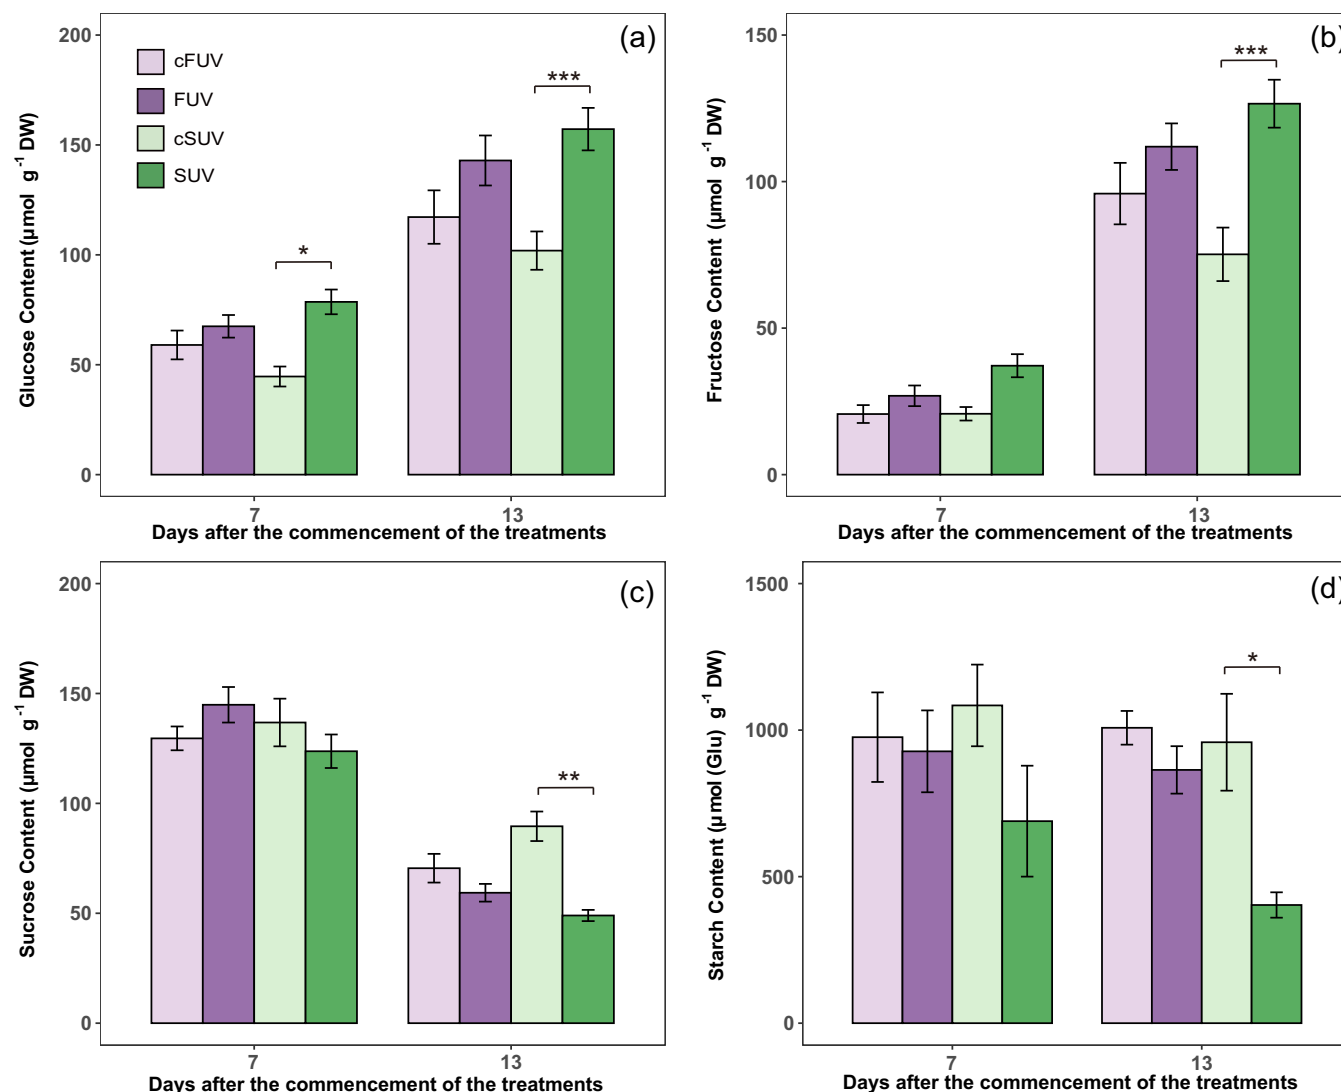 (a)
200
150
100
50
0
Glucose Content (µmol g⁻¹ DW)
cFUV
FUV
cSUV
SUV
*
***
7 13
Days after the commencement of the treatments
(b)
150
100
50
0
Fructose Content (µmol g⁻¹ DW)
***
7 13
Days after the commencement of the treatments
(c)
200
150
100
50
0
Sucrose Content (µmol g⁻¹ DW)
**
7 13
Days after the commencement of the treatments
(d)
1500
1000
500
0
Starch Content (µmol (Glu) g⁻¹ DW)
*
7 13
Days after the commencement of the treatments